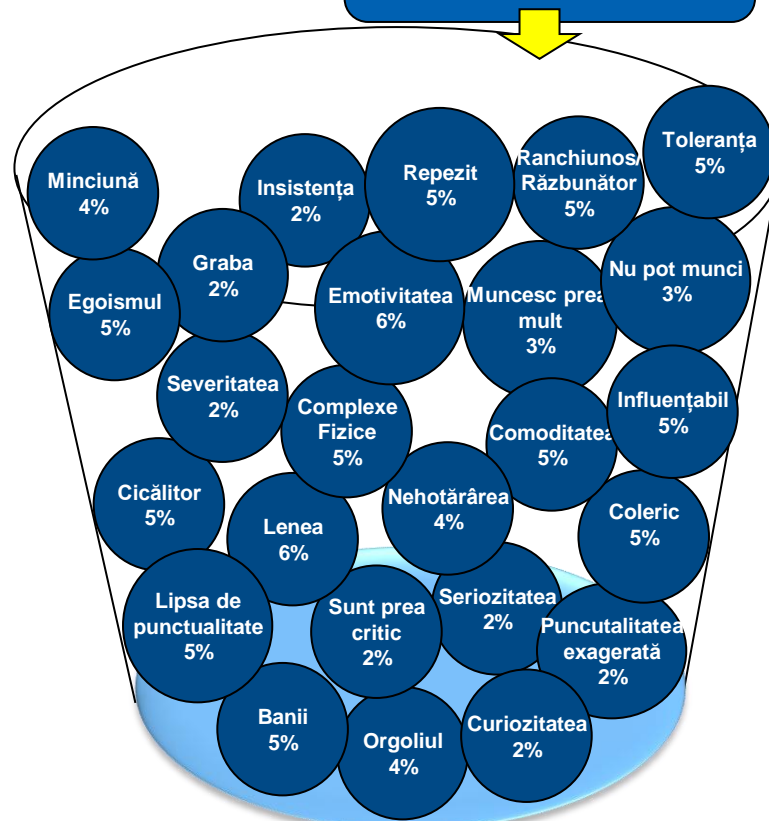 Toleranța
5%
Ranchiunos/
Răzbunător
5%
Repezit
5%
Insistența
2%
Minciună
4%
Graba
2%
Egoismul
5%
Emotivitatea
6%
Muncesc prea
mult
3%
Nu pot munci
3%
Severitatea
2%
Complexe
Fizice
5%
Comoditatea
5%
Influențabil
5%
Cicălitor
5%
Lenea
6%
Nehotărârea
4%
Coleric
5%
Lipsa de
punctualitate
5%
Sunt prea
critic
2%
Seriozitatea
2%
Puncutalitatea
exagerată
2%
Banii
5%
Orgoliul
4%
Curiozitatea
2%